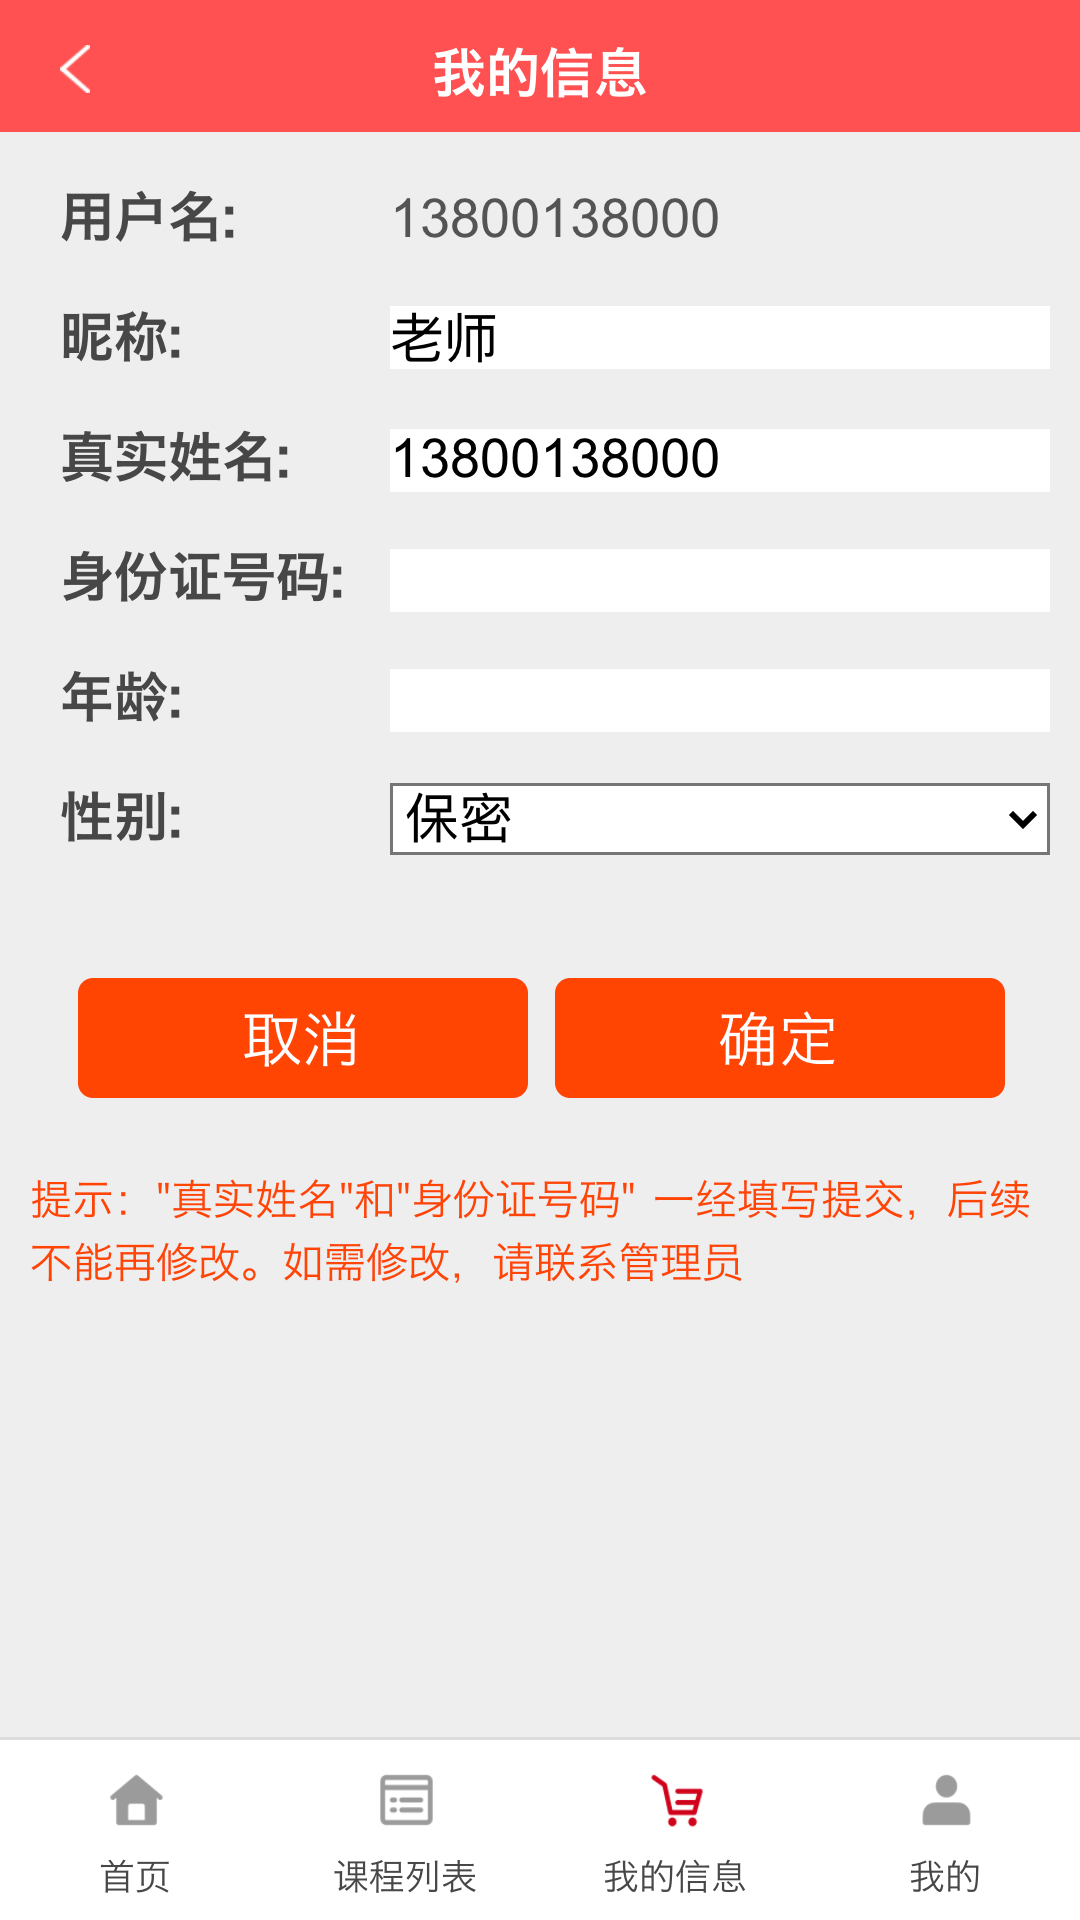 我的信息
用户名: 13800138000
昵称: 老师
真实姓名: 13800138000
身份证号码:
年龄:
性别: 保密
取消 确定
提示："真实姓名"和"身份证号码" 一经填写提交，后续
不能再修改。如需修改，请联系管理员
首页 课程列表 我的信息 我的